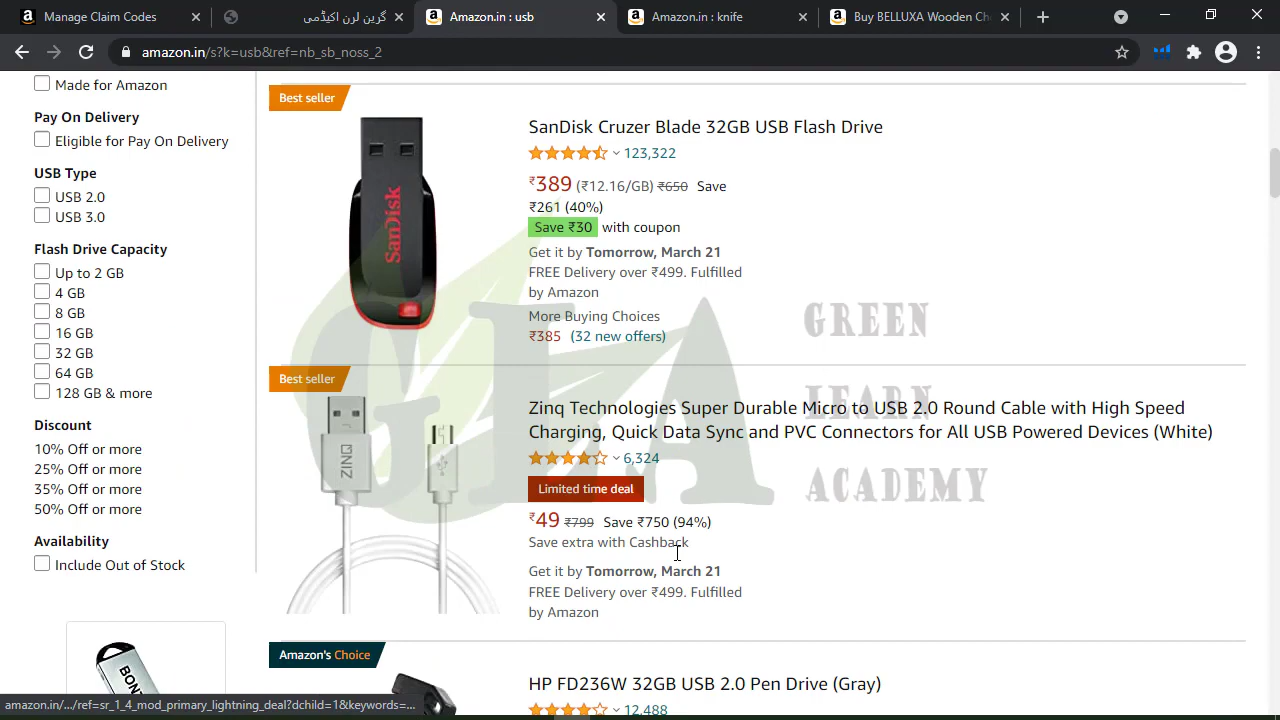 Manage Claim Codes
گرین لرن اکیڈمی
Amazon.in : usb
Amazon.in : knife
Buy BELLUXA Wooden Ch
amazon.in/s?k=usb&ref=nb_sb_noss_2
Made for Amazon
Pay On Delivery
Eligible for Pay On Delivery
USB Type
USB 2.0
USB 3.0
Flash Drive Capacity
Up to 2 GB
4 GB
8 GB
16 GB
32 GB
64 GB
128 GB & more
Discount
10% Off or more
25% Off or more
35% Off or more
50% Off or more
Availability
Include Out of Stock
BONT
Best seller
SanDisk
SanDisk Cruzer Blade 32GB USB Flash Drive
123,322
₹389 (₹12.16/GB) ₹650 Save
₹261 (40%)
Save ₹30 with coupon
Get it by Tomorrow, March 21
FREE Delivery over ₹499. Fulfilled
by Amazon
More Buying Choices
₹385 (32 new offers)
Best seller
ZINQ
Zinq Technologies Super Durable Micro to USB 2.0 Round Cable with High Speed
Charging, Quick Data Sync and PVC Connectors for All USB Powered Devices (White)
6,324
Limited time deal
₹49 ₹799 Save ₹750 (94%)
Save extra with Cashback
Get it by Tomorrow, March 21
FREE Delivery over ₹499. Fulfilled
by Amazon
Amazon's Choice
HP FD236W 32GB USB 2.0 Pen Drive (Gray)
12,488
GLA
GREEN
LEARN
ACADEMY
amazon.in/.../ref=sr_1_4_mod_primary_lightning_deal?dchild=1&keywords=...